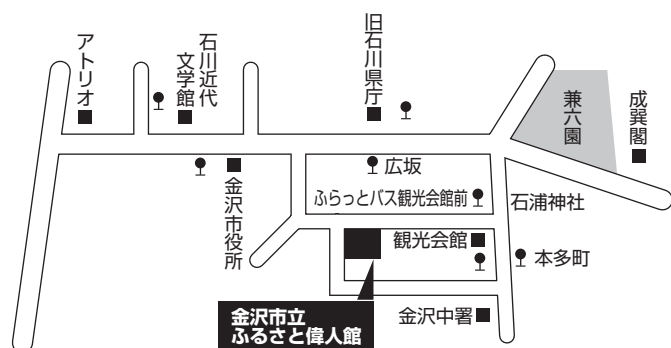 アトリオ
石川近代
文学館
旧石川県庁
兼六園
成巽閣
金沢市役所
広坂
ふらっとバス観光会館前
石浦神社
観光会館
本多町
金沢市立
ふるさと偉人館
金沢中署